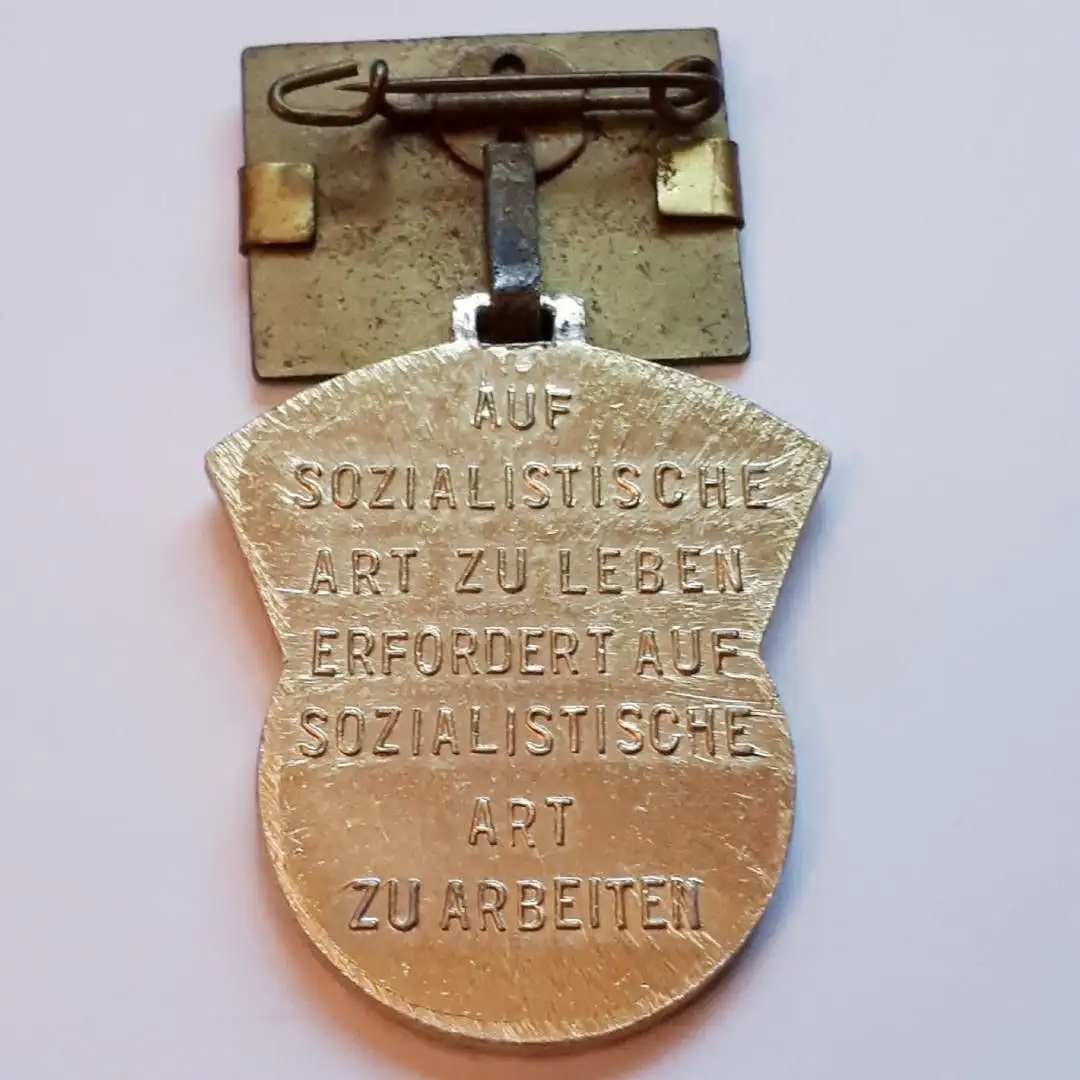 AUF
SOZIALISTISCHE
ART ZU LEBEN
ERFORDERT AUF
SOZIALISTISCHE
ART
ZU ARBEITEN